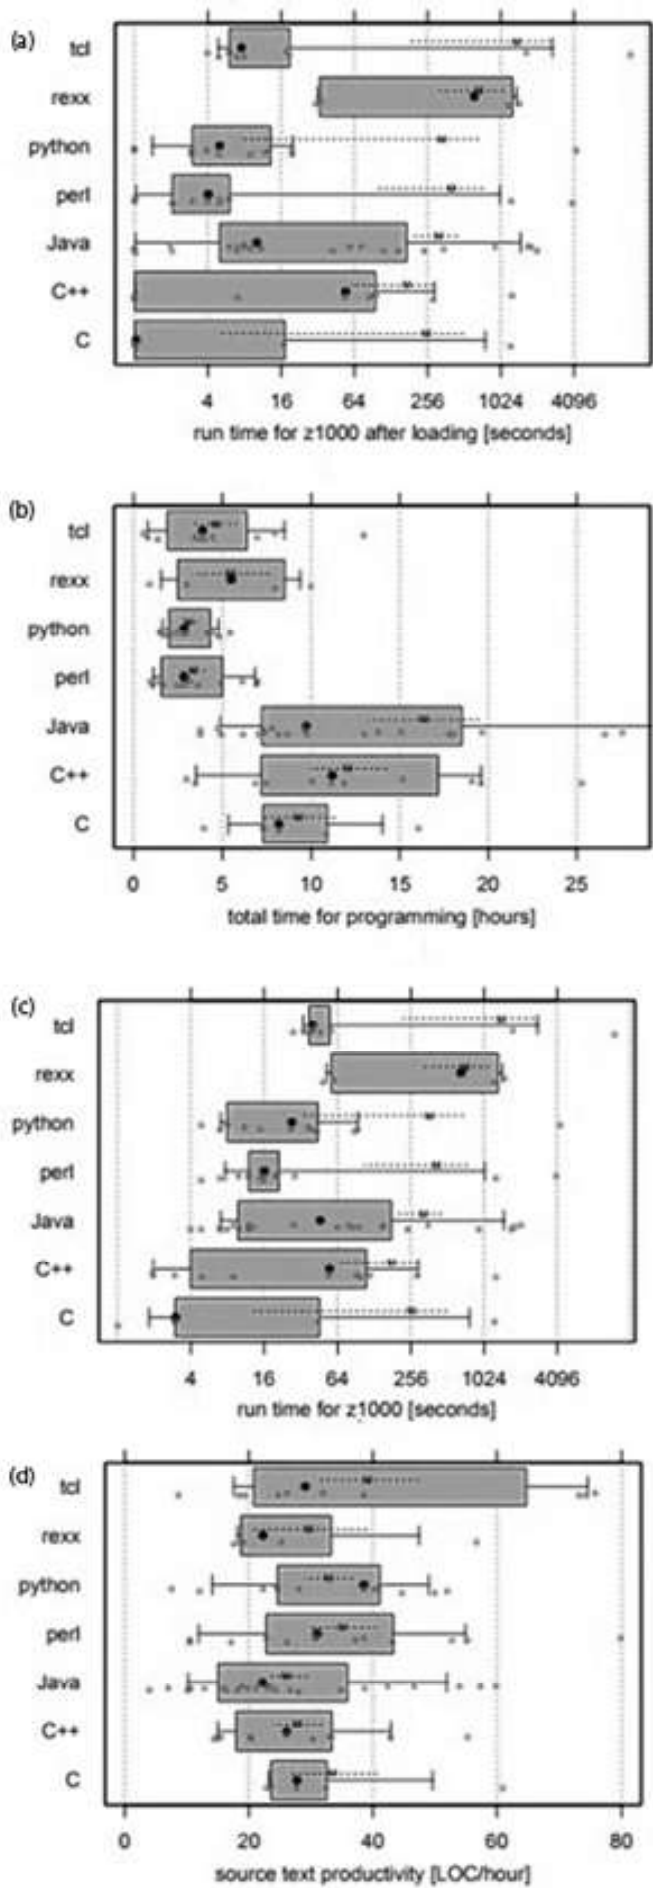 (a)
tcl
rexx
python
perl
Java
C++
C
4 16 64 256 1024 4096
run time for z1000 after loading [seconds]
(b)
tcl
rexx
python
perl
Java
C++
C
0 5 10 15 20 25
total time for programming [hours]
(c)
tcl
rexx
python
perl
Java
C++
C
4 16 64 256 1024 4096
run time for z1000 [seconds]
(d)
tcl
rexx
python
perl
Java
C++
C
0 20 40 60 80
source text productivity [LOC/hour]